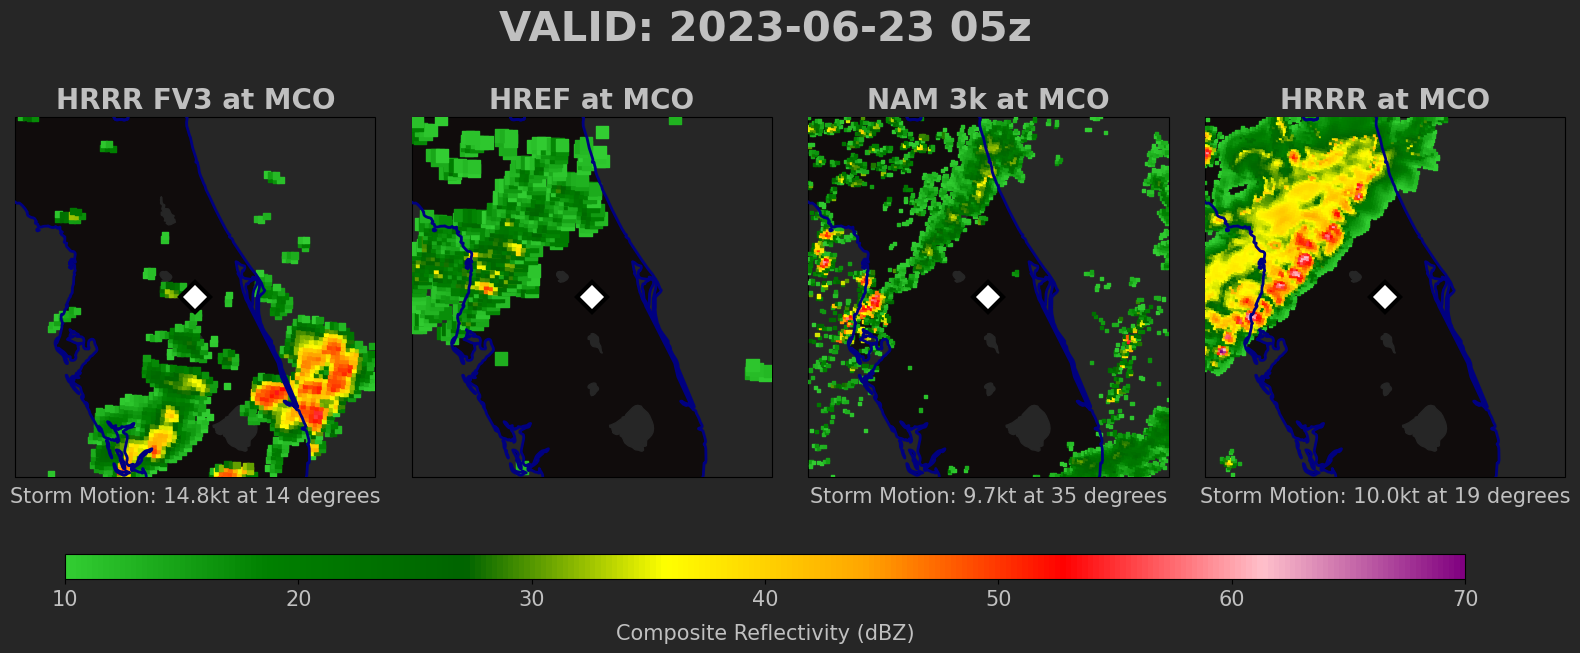 VALID: 2023-06-23 05z
HRRR FV3 at MCO
HREF at MCO
NAM 3k at MCO
HRRR at MCO
Storm Motion: 14.8kt at 14 degrees
Storm Motion: 9.7kt at 35 degrees
Storm Motion: 10.0kt at 19 degrees
10 20 30 40 50 60 70
Composite Reflectivity (dBZ)